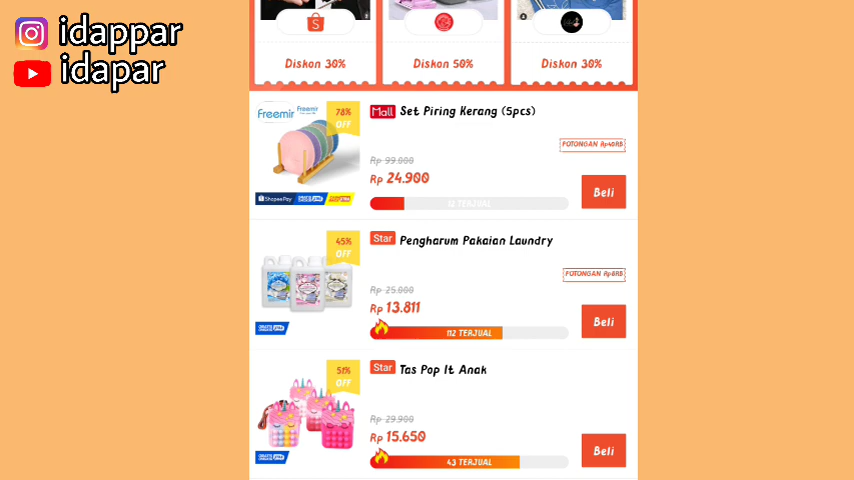 idappar
idapar
Diskon 30%
Diskon 50%
Diskon 30%
Freemir
Freemir
78%
OFF
Mall Set Piring Kerang (5pcs)
POTONGAN Rp40RB
Rp 99.000
Rp 24.900
ShopeePay
12 TERJUAL
Beli
45%
OFF
Star Pengharum Pakaian Laundry
POTONGAN Rp8RB
Rp 25.000
Rp 13.811
112 TERJUAL
Beli
51%
OFF
Star Tas Pop It Anak
Rp 29.900
Rp 15.650
43 TERJUAL
Beli